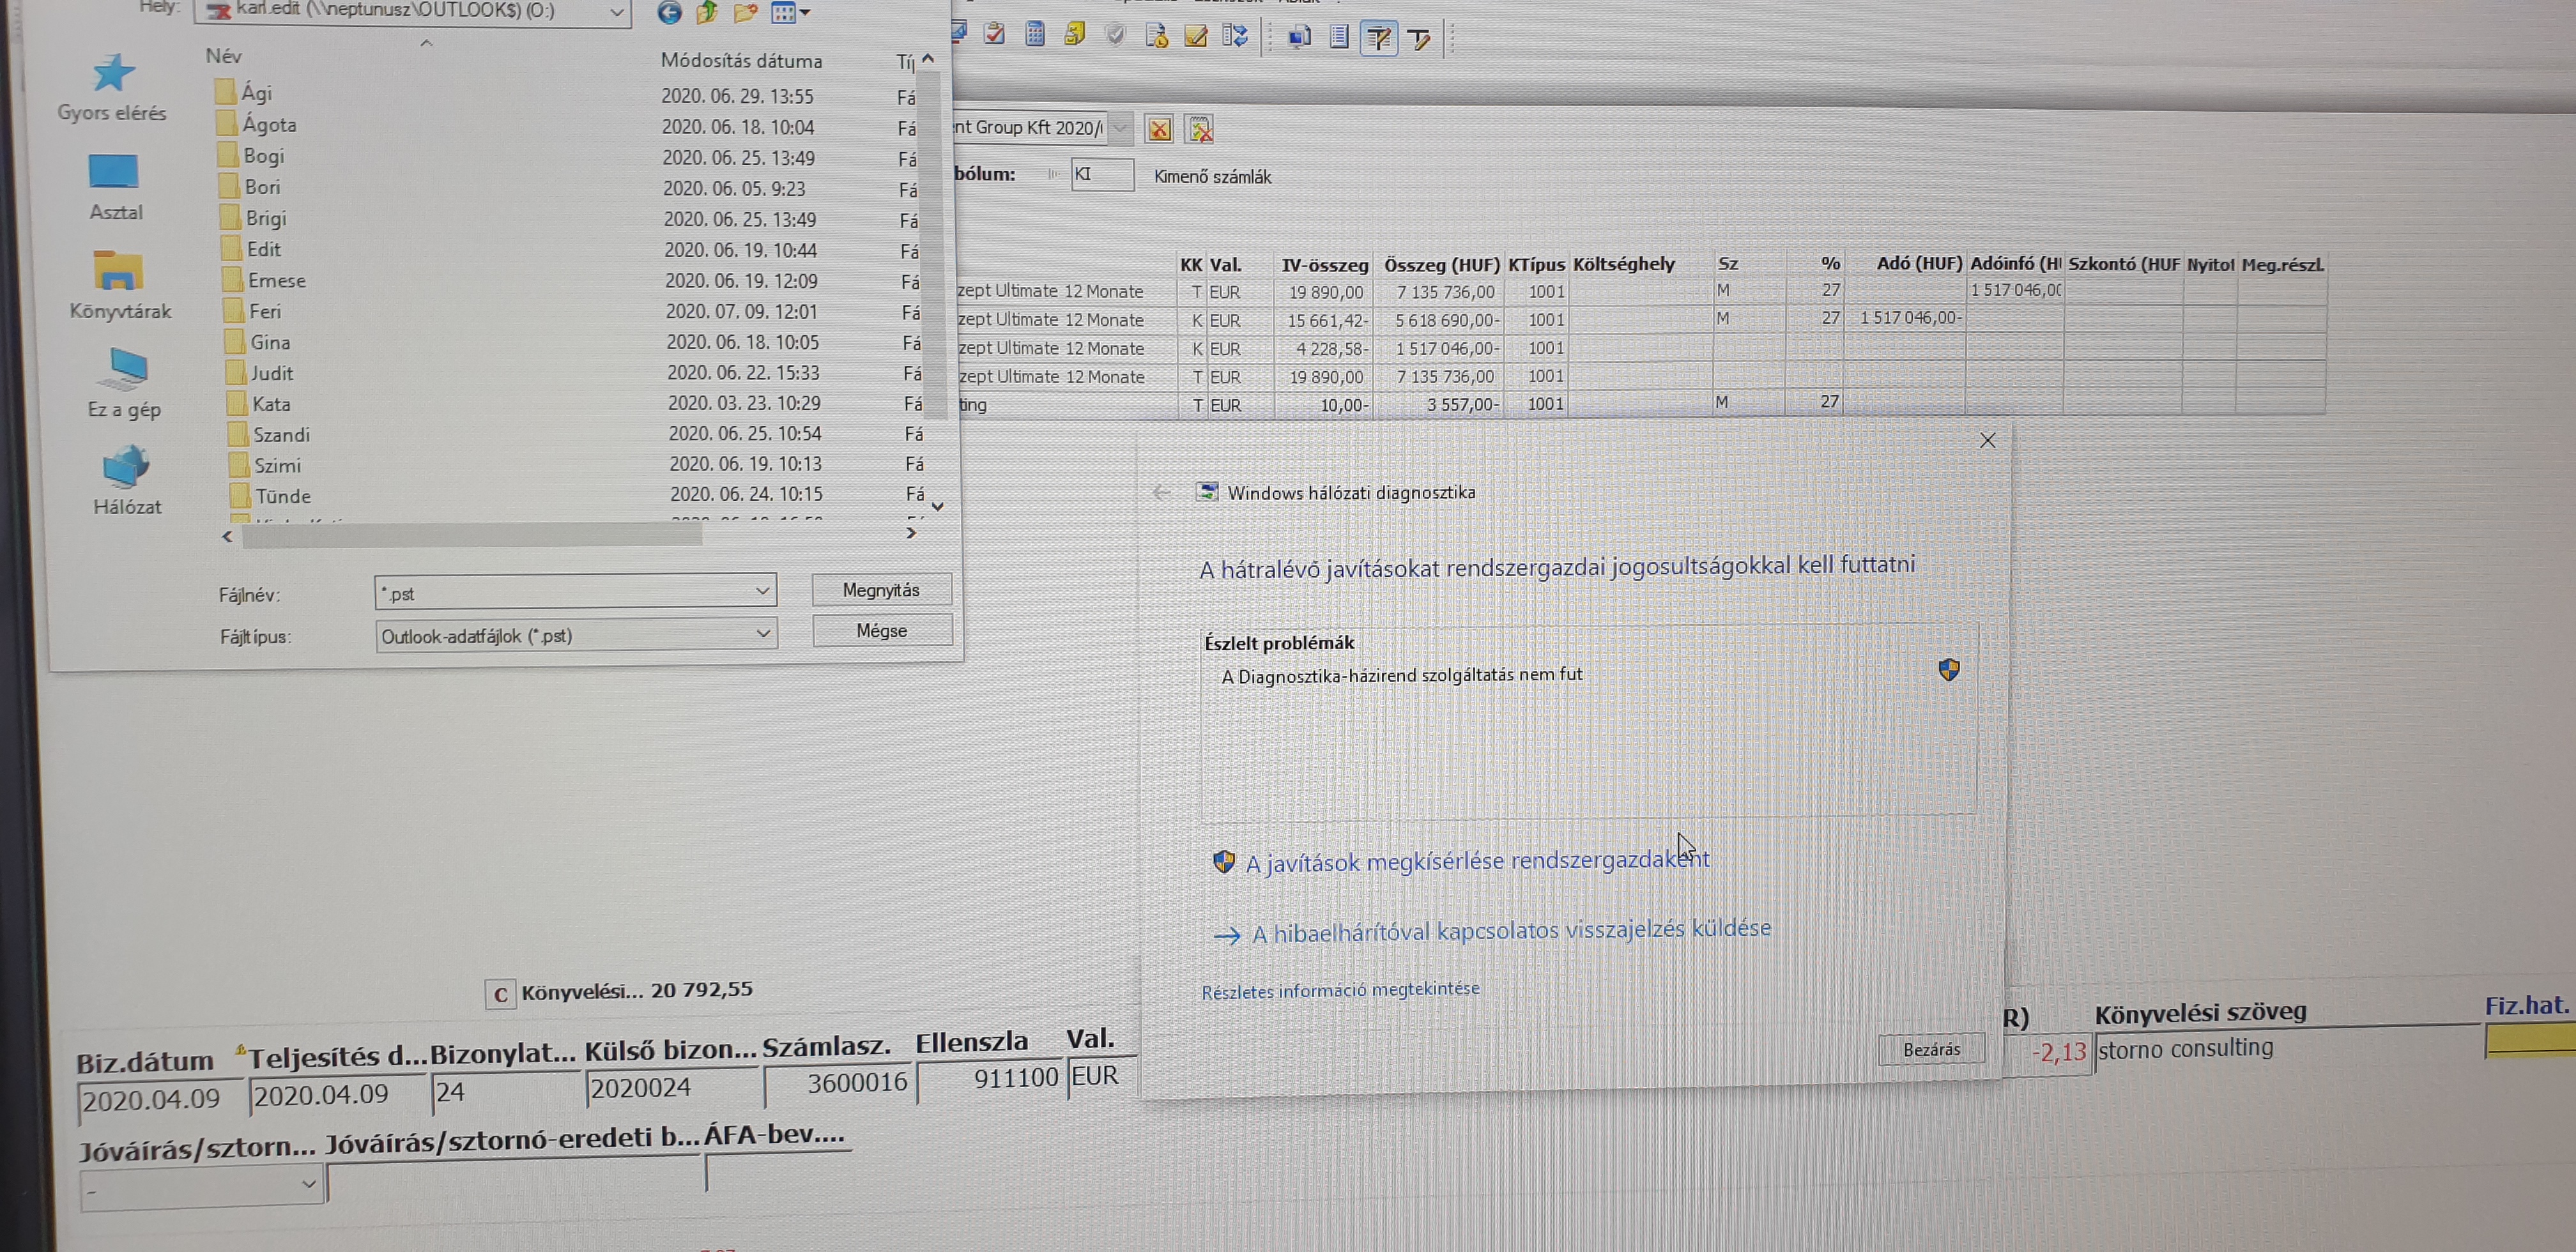 Hely:
karl.edit (\\neptunusz\OUTLOOK$) (O:)
Név
Módosítás dátuma
Gyors elérés
Asztal
Könyvtárak
Ez a gép
Hálózat
Ági 2020. 06. 29. 13:55 Fá
Ágota 2020. 06. 18. 10:04 Fá
Bogi 2020. 06. 25. 13:49 Fá
Bori 2020. 06. 05. 9:23 Fá
Brigi 2020. 06. 25. 13:49 Fá
Edit 2020. 06. 19. 10:44 Fá
Emese 2020. 06. 19. 12:09 Fá
Feri 2020. 07. 09. 12:01 Fá
Gina 2020. 06. 18. 10:05 Fá
Judit 2020. 06. 22. 15:33 Fá
Kata 2020. 03. 23. 10:29 Fá
Szandi 2020. 06. 25. 10:54 Fá
Szimi 2020. 06. 19. 10:13 Fá
Tünde 2020. 06. 24. 10:15 Fá
Fájlnév: *.pst Megnyitás
Fájltípus: Outlook-adatfájlok (*.pst) Mégse
nt Group Kft 2020/
bólum: KI Kimenő számlák
KK Val. IV-összeg Összeg (HUF) KTípus Költséghely Sz % Adó (HUF) Adóinfó (H Szkontó (HUF Nyitot Meg.részl.
zept Ultimate 12 Monate T EUR 19 890,00 7 135 736,00 1001 M 27 1 517 046,00
zept Ultimate 12 Monate K EUR 15 661,42- 5 618 690,00- 1001 M 27 1 517 046,00-
zept Ultimate 12 Monate K EUR 4 228,58- 1 517 046,00- 1001
zept Ultimate 12 Monate T EUR 19 890,00 7 135 736,00 1001
ting T EUR 10,00- 3 557,00- 1001 M 27
Windows hálózati diagnosztika
A hátralévő javításokat rendszergazdai jogosultságokkal kell futtatni
Észlelt problémák
A Diagnosztika-házirend szolgáltatás nem fut
A javítások megkísérlése rendszergazdaként
A hibaelhárítóval kapcsolatos visszajelzés küldése
Részletes információ megtekintése
Bezárás
C Könyvelési... 20 792,55
Biz.dátum Teljesítés d... Bizonylat... Külső bizon... Számlasz. Ellenszla Val. R) Könyvelési szöveg Fiz.hat.
2020.04.09 2020.04.09 24 2020024 3600016 911100 EUR -2,13 storno consulting
Jóváírás/sztorn... Jóváírás/sztornó-eredeti b... ÁFA-bev....
-